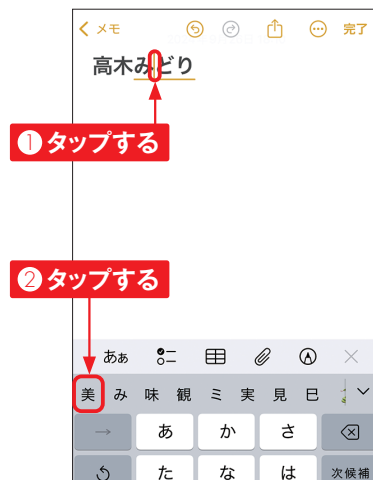 メモ 完了
高木みどり
① タップする
② タップする
あぁ
美 み 味 観 ミ 実 見 巳
→ あ か さ
た な は 次候補